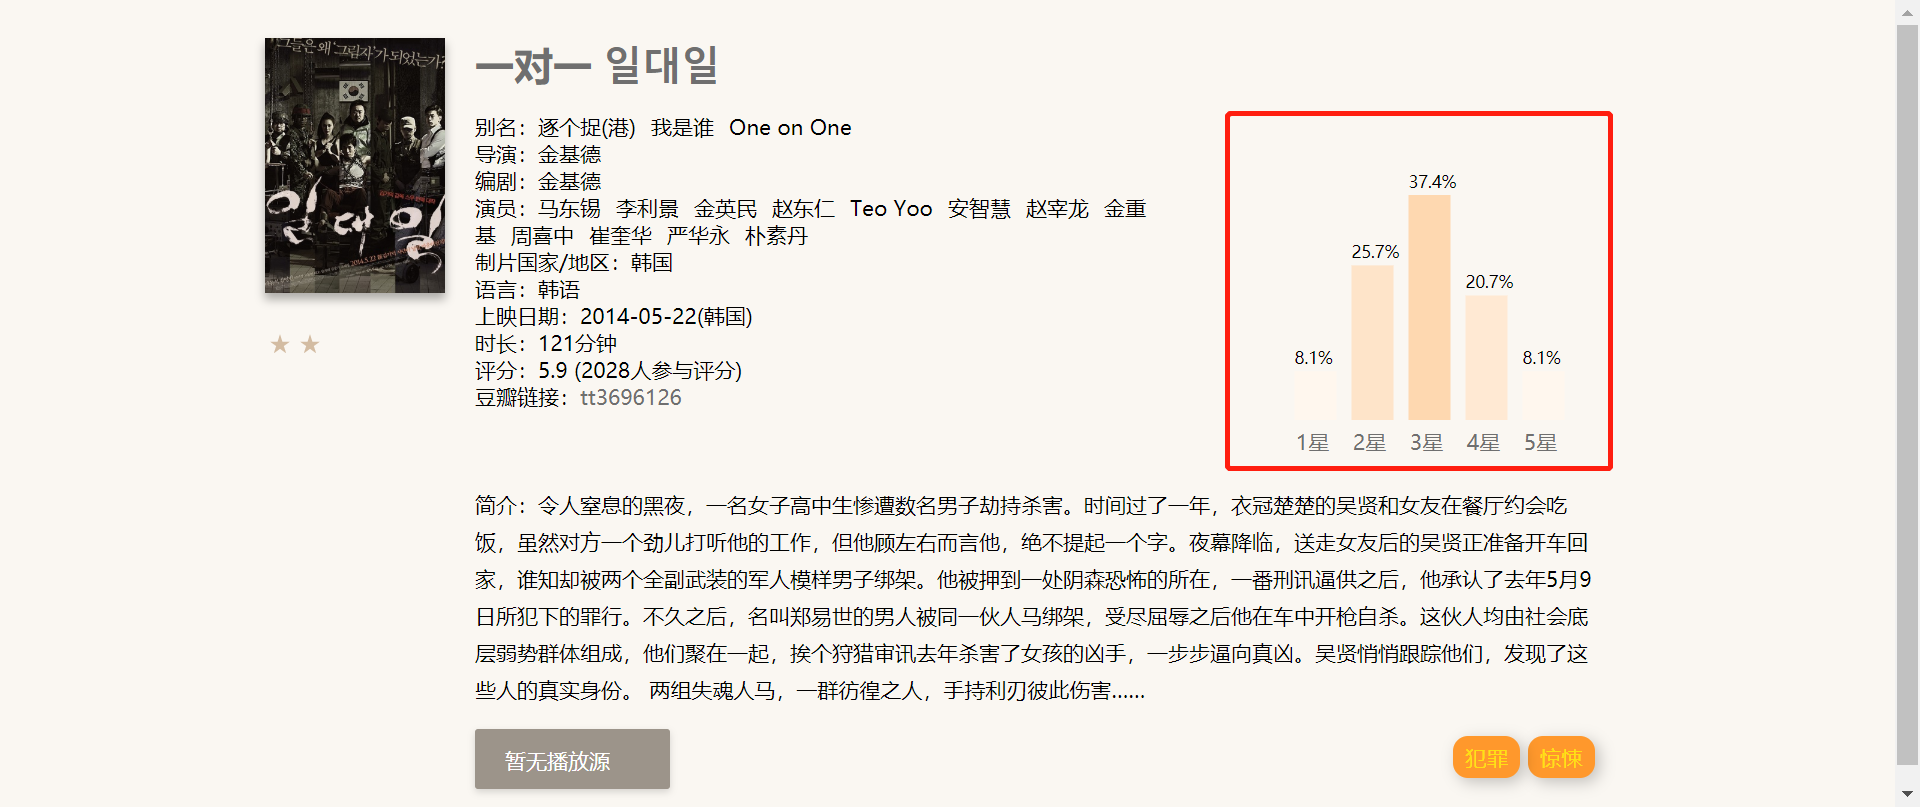 그들은 왜 '그림자'가 되었는가?
일대일
2014.5.22
一对一 일대일
别名：逐个捉(港) 我是谁 One on One
导演：金基德
编剧：金基德
演员：马东锡 李利景 金英民 赵东仁 Teo Yoo 安智慧 赵宰龙 金重
基 周喜中 崔奎华 严华永 朴素丹
制片国家/地区：韩国
语言：韩语
上映日期：2014-05-22(韩国)
时长：121分钟
评分：5.9 (2028人参与评分)
豆瓣链接：tt3696126
37.4%
25.7%
20.7%
8.1% 8.1%
1星 2星 3星 4星 5星
简介：令人窒息的黑夜，一名女子高中生惨遭数名男子劫持杀害。时间过了一年，衣冠楚楚的吴贤和女友在餐厅约会吃
饭，虽然对方一个劲儿打听他的工作，但他顾左右而言他，绝不提起一个字。夜幕降临，送走女友后的吴贤正准备开车回
家，谁知却被两个全副武装的军人模样男子绑架。他被押到一处阴森恐怖的所在，一番刑讯逼供之后，他承认了去年5月9
日所犯下的罪行。不久之后，名叫郑易世的男人被同一伙人马绑架，受尽屈辱之后他在车中开枪自杀。这伙人均由社会底
层弱势群体组成，他们聚在一起，挨个狩猎审讯去年杀害了女孩的凶手，一步步逼向真凶。吴贤悄悄跟踪他们，发现了这
些人的真实身份。 两组失魂人马，一群彷徨之人，手持利刃彼此伤害……
暂无播放源
犯罪 惊悚